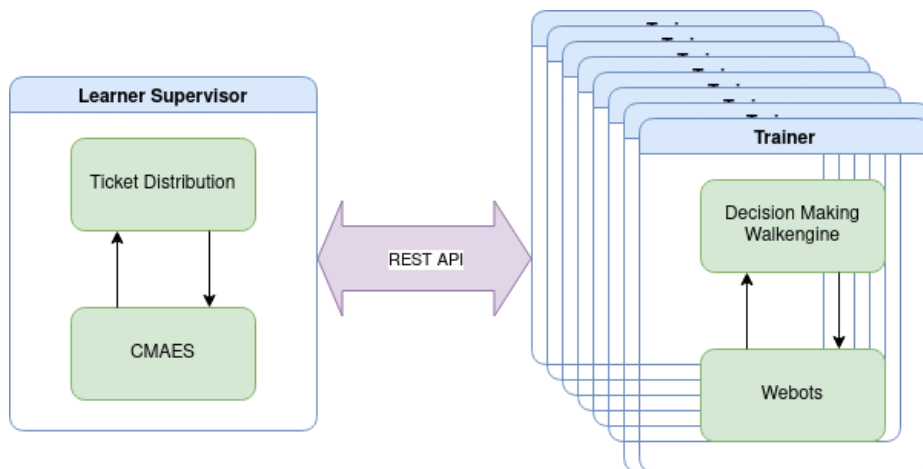 Learner Supervisor
Ticket Distribution
CMAES
REST API
Trainer
Decision Making
Walkengine
Webots